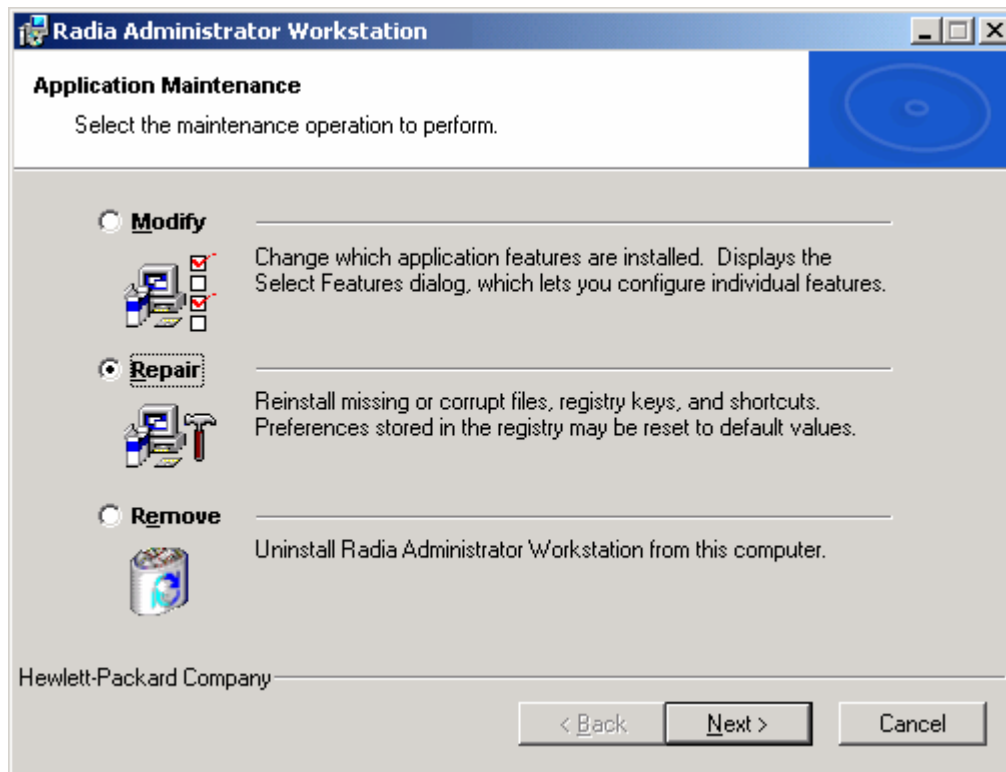 Radia Administrator Workstation
Application Maintenance
Select the maintenance operation to perform.
Modify
Change which application features are installed. Displays the
Select Features dialog, which lets you configure individual features.
Repair
Reinstall missing or corrupt files, registry keys, and shortcuts.
Preferences stored in the registry may be reset to default values.
Remove
Uninstall Radia Administrator Workstation from this computer.
Hewlett-Packard Company
< Back
Next >
Cancel